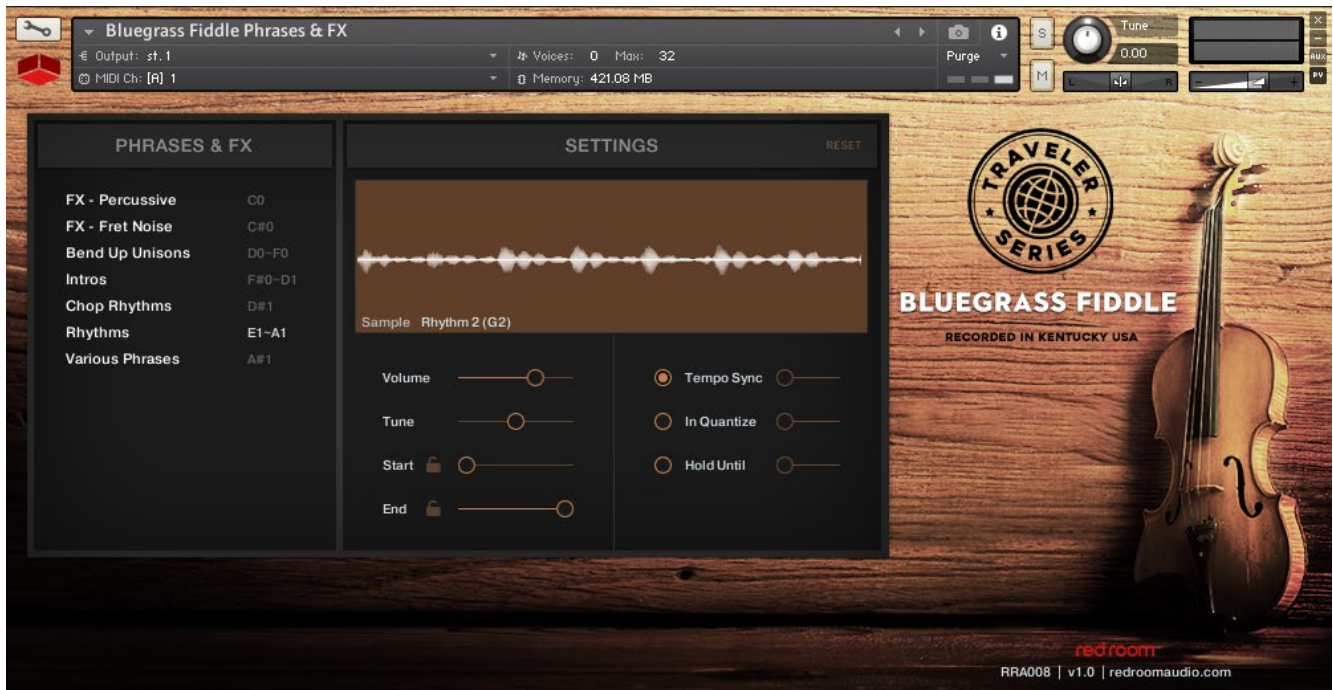 Bluegrass Fiddle Phrases & FX
Output: st.1
Voices: 0 Max: 32
Purge
MIDI Ch: [A] 1
Memory: 421.08 MB
S
M
Tune
0.00
L R
- +
×
-
AUX
PV
PHRASES & FX
FX - Percussive C0
FX - Fret Noise C#0
Bend Up Unisons D0~F0
Intros F#0~D1
Chop Rhythms D#1
Rhythms E1~A1
Various Phrases A#1
SETTINGS
RESET
Sample Rhythm 2 (G2)
Volume
Tune
Start
End
Tempo Sync
In Quantize
Hold Until
TRAVELER
SERIES
BLUEGRASS FIDDLE
RECORDED IN KENTUCKY USA
redroom
RRA008 | v1.0 | redroomaudio.com